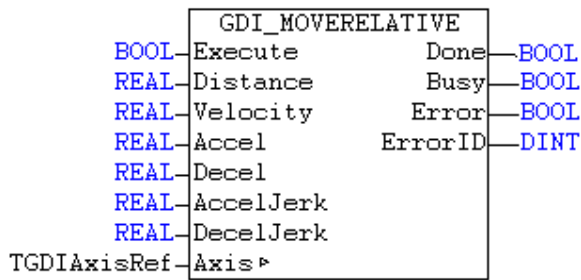 GDI_MOVERELATIVE
BOOL Execute Done BOOL
REAL Distance Busy BOOL
REAL Velocity Error BOOL
REAL Accel ErrorID DINT
REAL Decel
REAL AccelJerk
REAL DecelJerk
TGDIAxisRef Axis